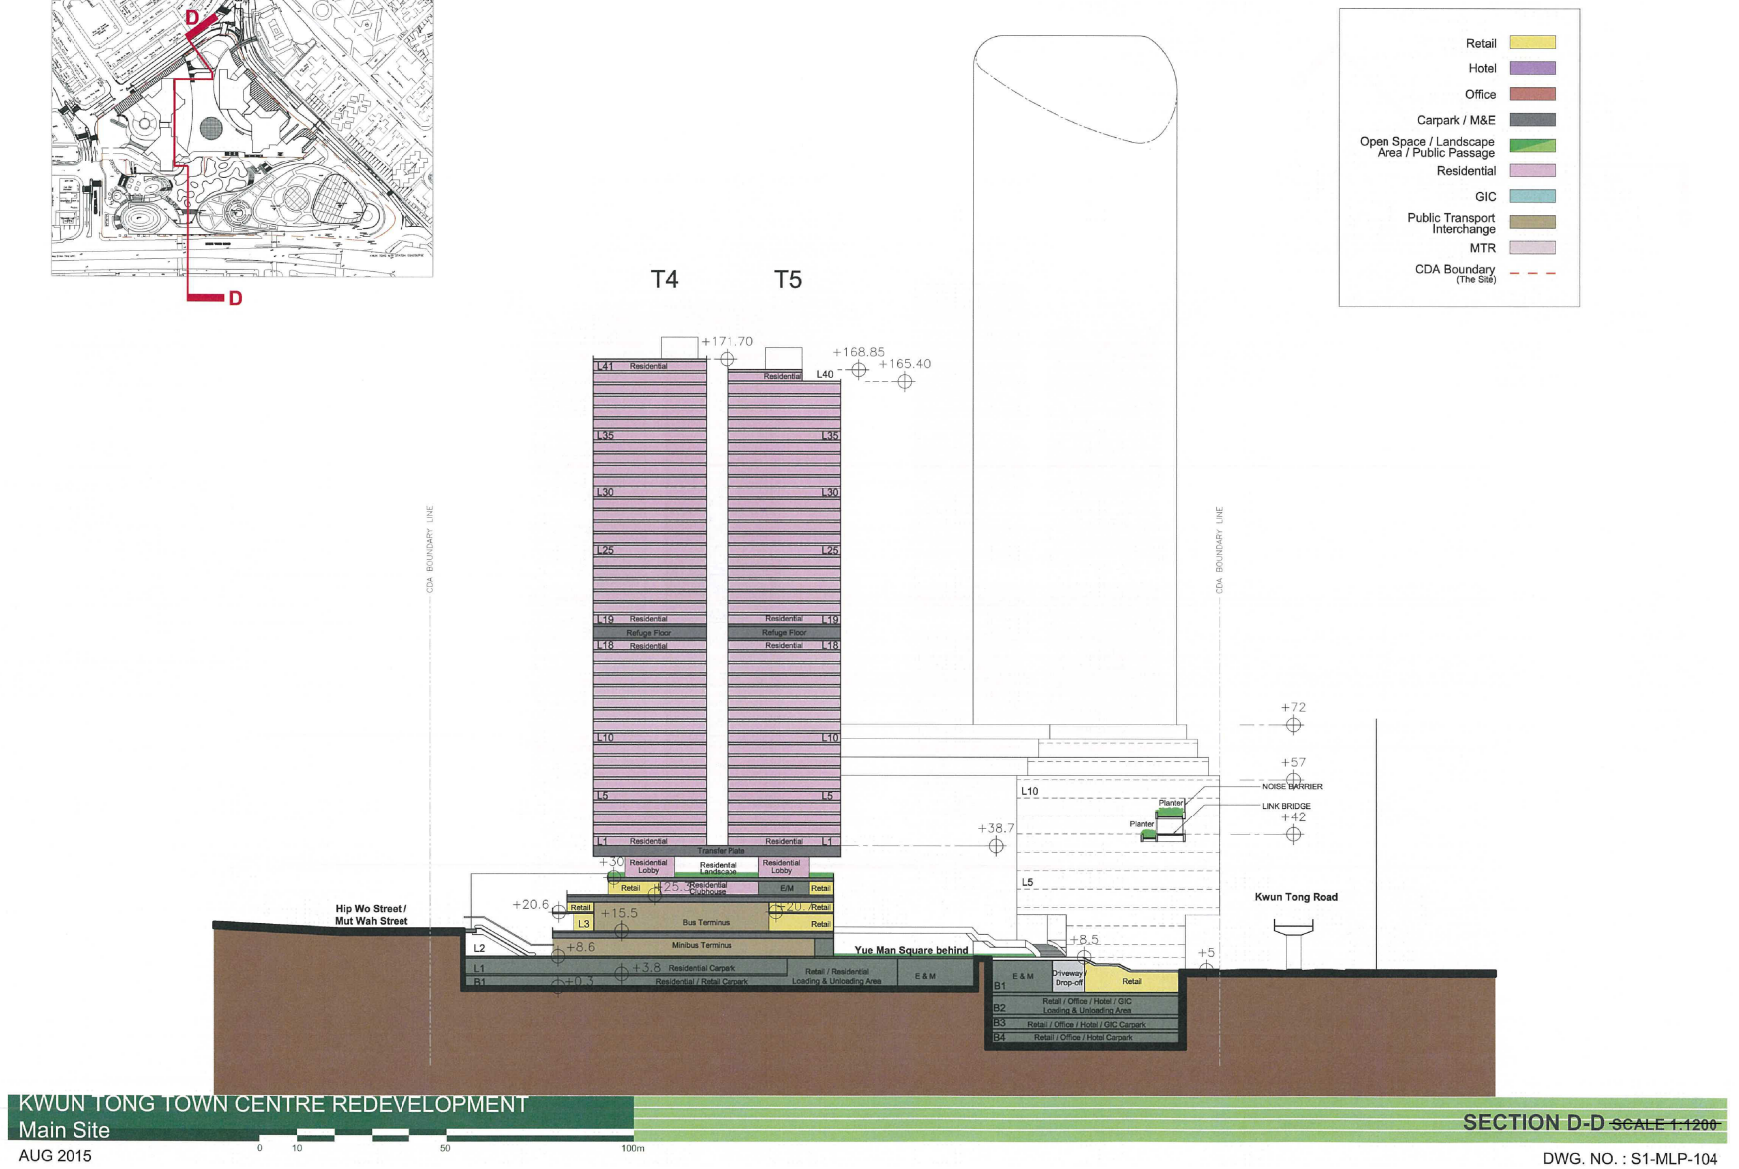 D
D
Retail
Hotel
Office
Carpark / M&E
Open Space / Landscape
Area / Public Passage
Residential
GIC
Public Transport
Interchange
MTR
CDA Boundary
(The Site)
T4
T5
+171.70
+168.85
+165.40
L41 Residential
Residential L40
L35
L35
L30
L30
L25
L25
L19 Residential
Residential L19
Refuge Floor
Refuge Floor
L18 Residential
Residential L18
L10
L10
L5
L5
L1 Residential
Residential L1
Transfer Plate
CDA BOUNDARY LINE
CDA BOUNDARY LINE
+72
+57
NOISE BARRIER
LINK BRIDGE
+42
L10
Planter
Planter
L5
+38.7
+30
Residential
Lobby
Residential
Landscape
Residential
Lobby
Retail
+25.3
Residential
Clubhouse
E/M
Retail
+20.6
Retail
+20.7
Retail
L3
+15.5
Bus Terminus
Retail
Hip Wo Street /
Mut Wah Street
Kwun Tong Road
L2
+8.6
Minibus Terminus
Yue Man Square behind
+8.5
+5
L1
+3.8
Residential Carpark
B1
+0.3
Residential / Retail Carpark
Retail / Residential
Loading & Unloading Area
E & M
E & M
B1
Driveway/
Drop-off
Retail
B2
Retail / Office / Hotel / GIC
Loading & Unloading Area
B3
Retail / Office / Hotel / GIC Carpark
B4
Retail / Office / Hotel Carpark
KWUN TONG TOWN CENTRE REDEVELOPMENT
Main Site
AUG 2015
0 10 50 100m
SECTION D-D SCALE 1:1200
DWG. NO. : S1-MLP-104